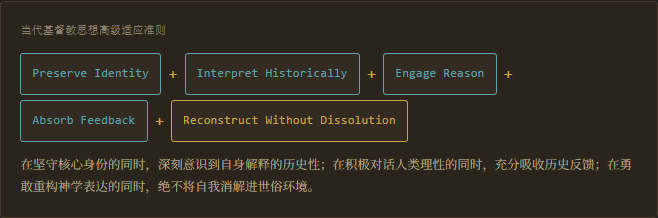 当代基督教思想高级适应准则
Preserve Identity + Interpret Historically + Engage Reason +
Absorb Feedback + Reconstruct Without Dissolution
在坚守核心身份的同时，深刻意识到自身解释的历史性；在积极对话人类理性的同时，充分吸收历史反馈；在勇
敢重构神学表达的同时，绝不将自我消解进世俗环境。